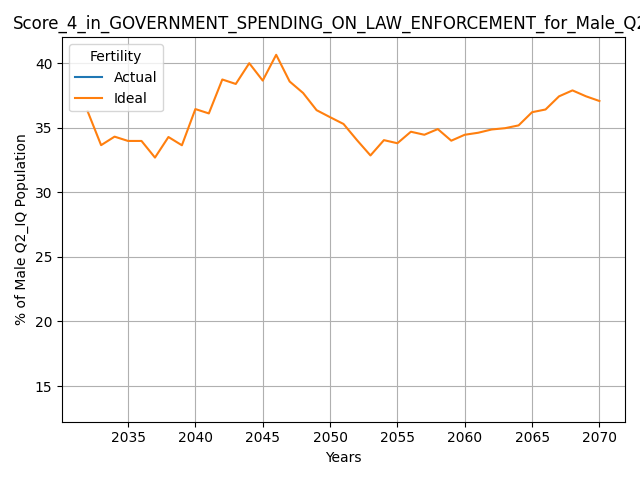 Score_4_in_GOVERNMENT_SPENDING_ON_LAW_ENFORCEMENT_for_Male_Q2
Fertility
Actual
Ideal
% of Male Q2_IQ Population
40
35
30
25
20
15
2035 2040 2045 2050 2055 2060 2065 2070
Years